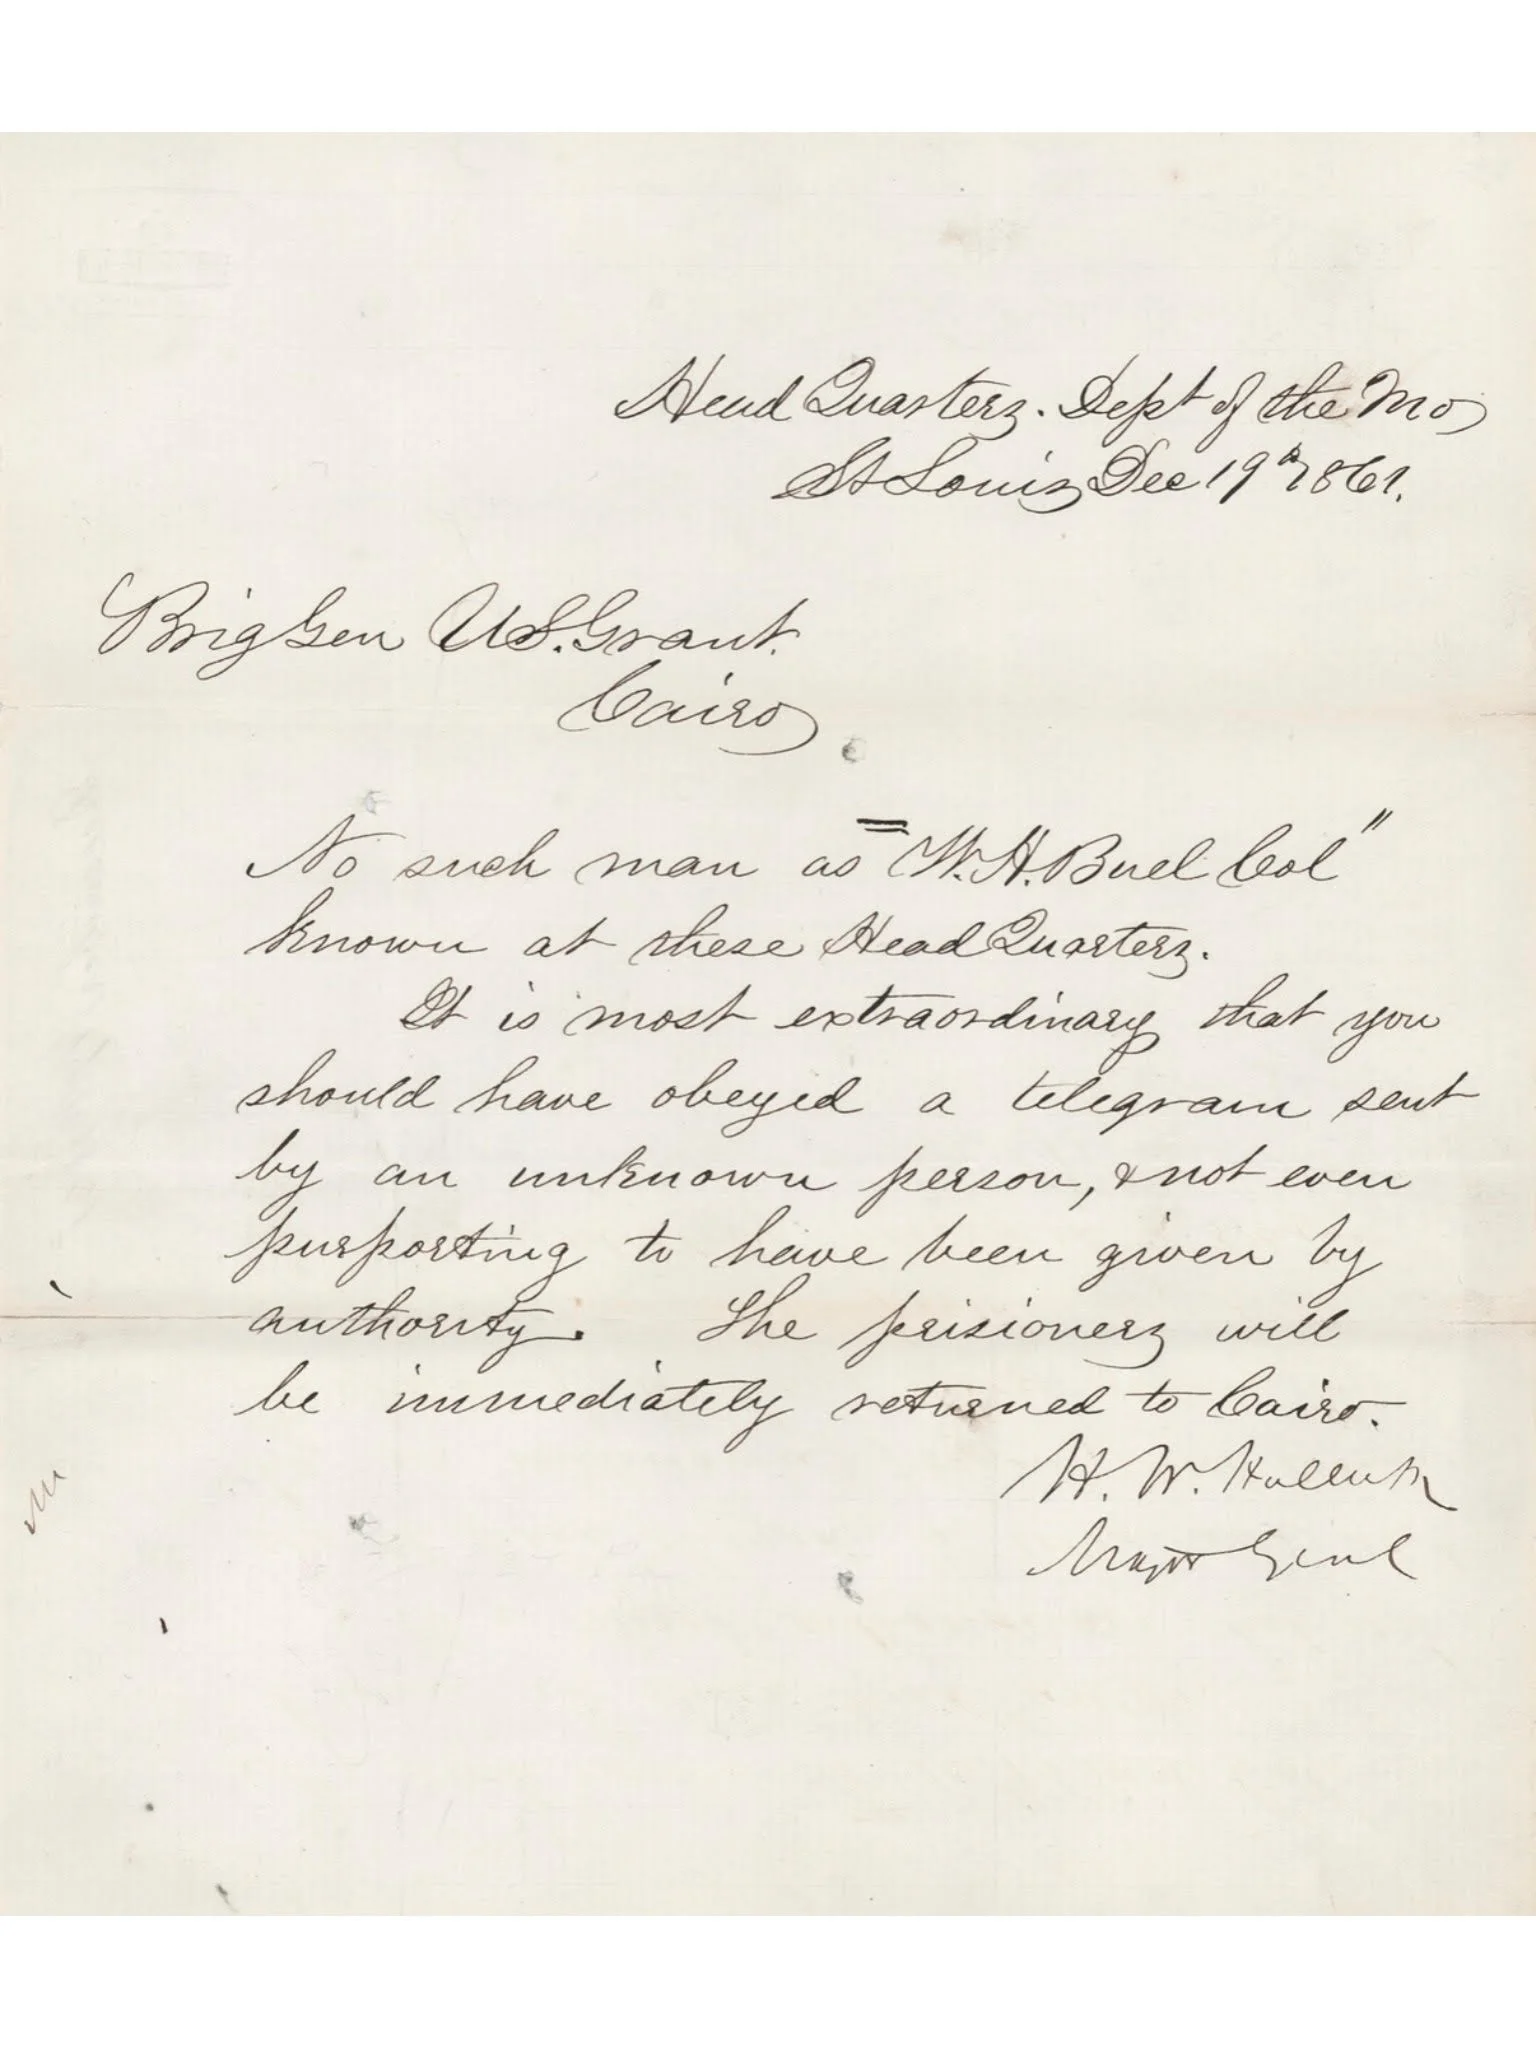 Head Quarters. Dept of the Mo
St Louis Dec 19th 1861.
Brig Gen U S. Grant.
Cairo
No such man as "W. H. Buel Col"
known at these Head Quarters.
It is most extraordinary that you
should have obeyed a telegram sent
by an unknown person, & not even
purporting to have been given by
authority. The prisioners will
be immediately returned to Cairo.
H. W. Halleck
Major Genl